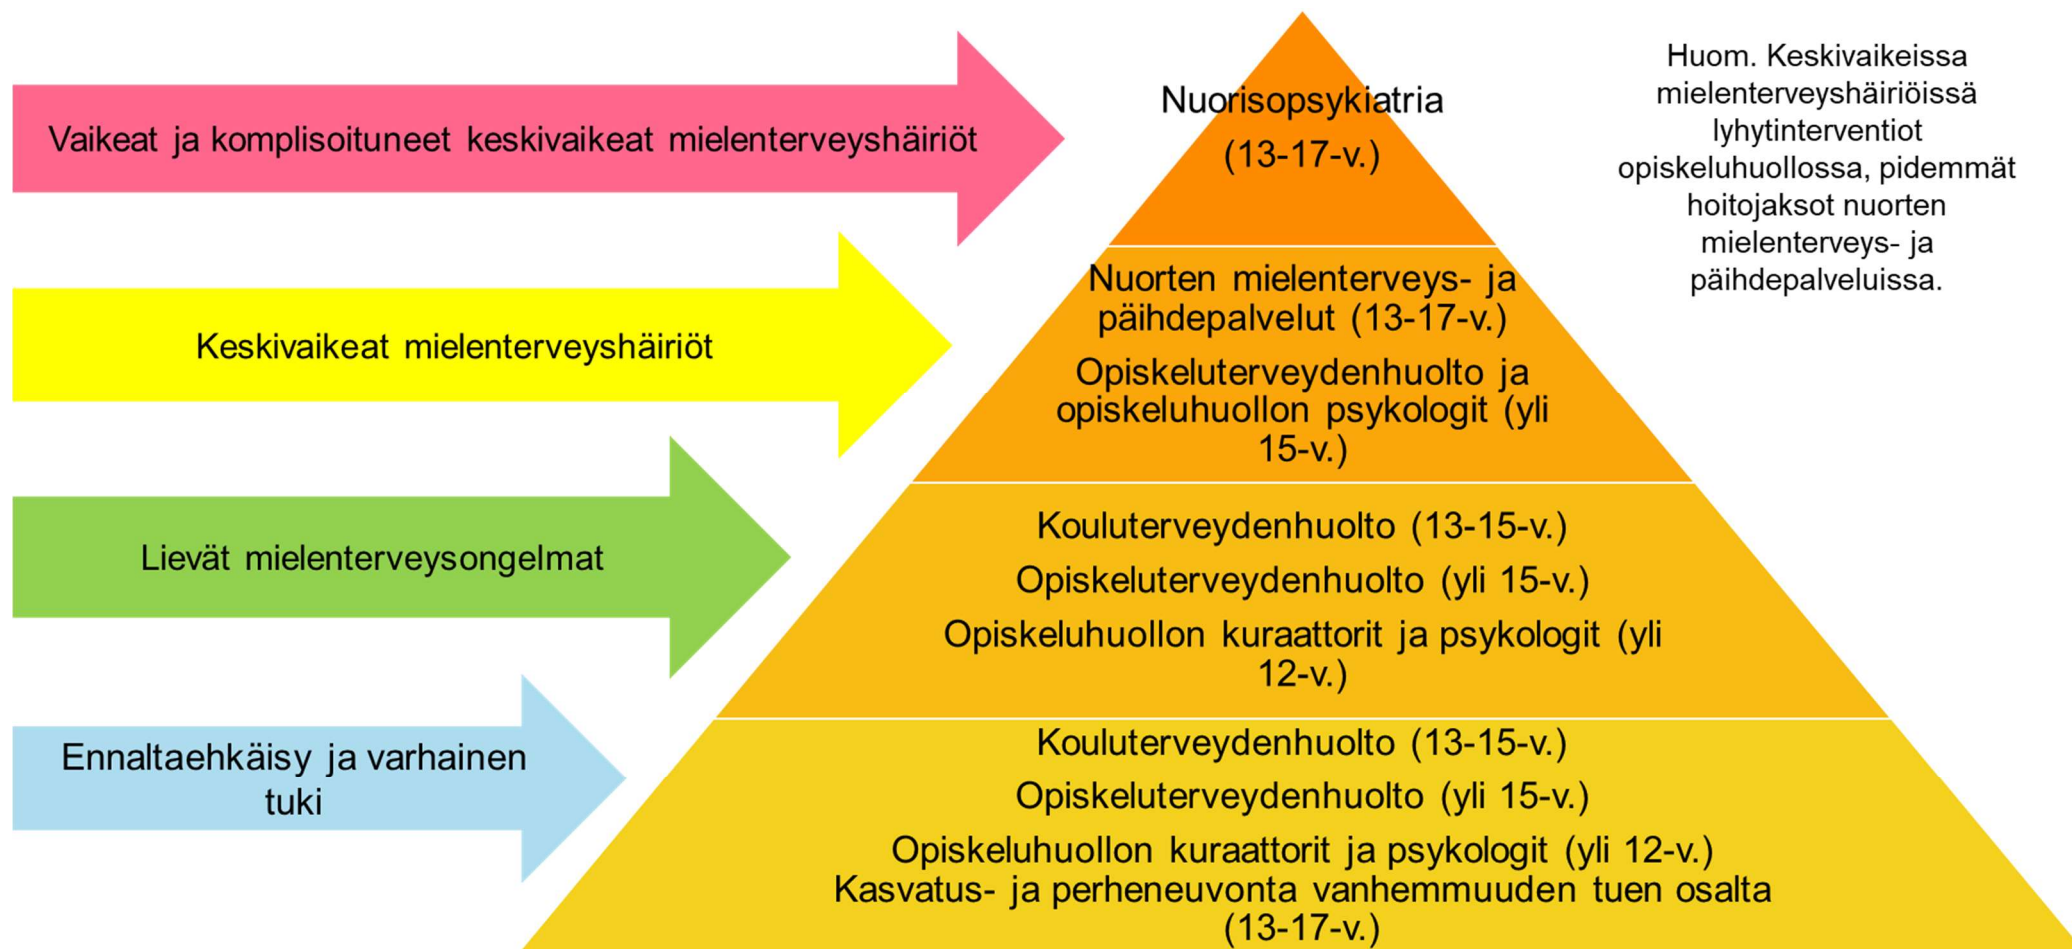 Vaikeat ja komplisoituneet keskivaikeat mielenterveyshäiriöt
Keskivaikeat mielenterveyshäiriöt
Lievät mielenterveysongelmat
Ennaltaehkäisy ja varhainen
tuki
Nuorisopsykiatria
(13-17-v.)
Nuorten mielenterveys- ja
päihdepalvelut (13-17-v.)
Opiskeluterveydenhuolto ja
opiskeluhuollon psykologit (yli
15-v.)
Kouluterveydenhuolto (13-15-v.)
Opiskeluterveydenhuolto (yli 15-v.)
Opiskeluhuollon kuraattorit ja psykologit (yli
12-v.)
Kouluterveydenhuolto (13-15-v.)
Opiskeluterveydenhuolto (yli 15-v.)
Opiskeluhuollon kuraattorit ja psykologit (yli 12-v.)
Kasvatus- ja perheneuvonta vanhemmuuden tuen osalta
(13-17-v.)
Huom. Keskivaikeissa
mielenterveyshäiriöissä
lyhytinterventiot
opiskeluhuollossa, pidemmät
hoitojaksot nuorten
mielenterveys- ja
päihdepalveluissa.